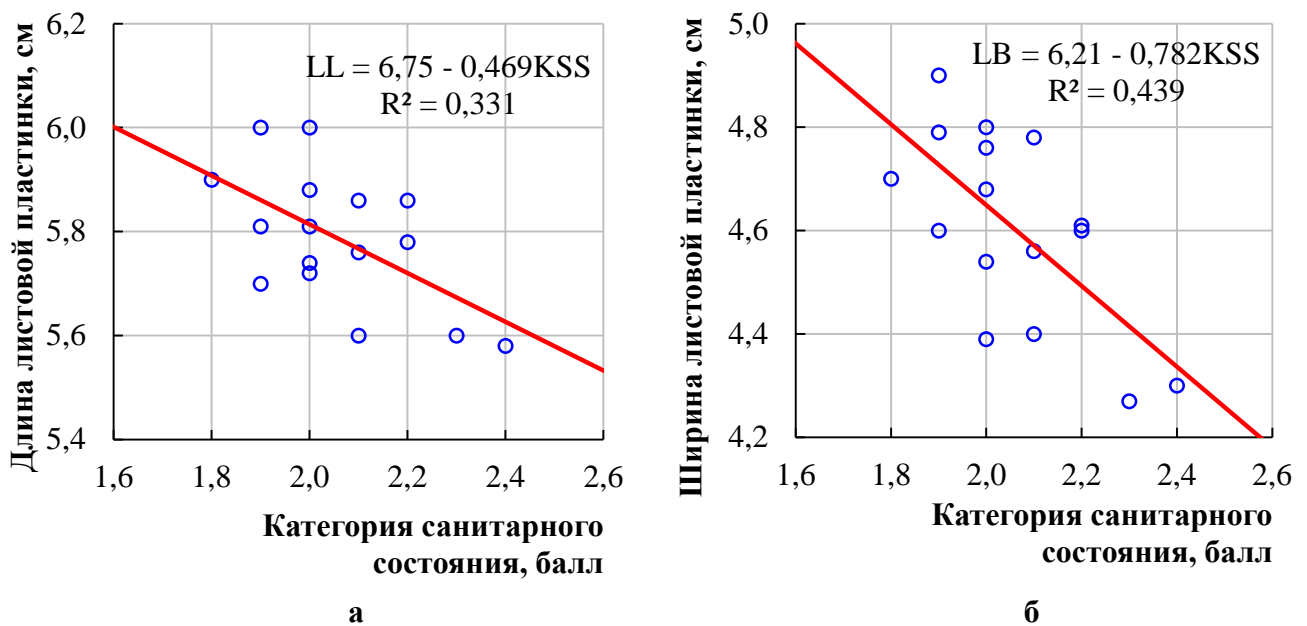 Длина листовой пластинки, см
6,2
6,0
5,8
5,6
5,4
LL = 6,75 - 0,469KSS
R² = 0,331
1,6 1,8 2,0 2,2 2,4 2,6
Категория санитарного
состояния, балл
а
Ширина листовой пластинки, см
5,0
4,8
4,6
4,4
4,2
LB = 6,21 - 0,782KSS
R² = 0,439
1,6 1,8 2,0 2,2 2,4 2,6
Категория санитарного
состояния, балл
б